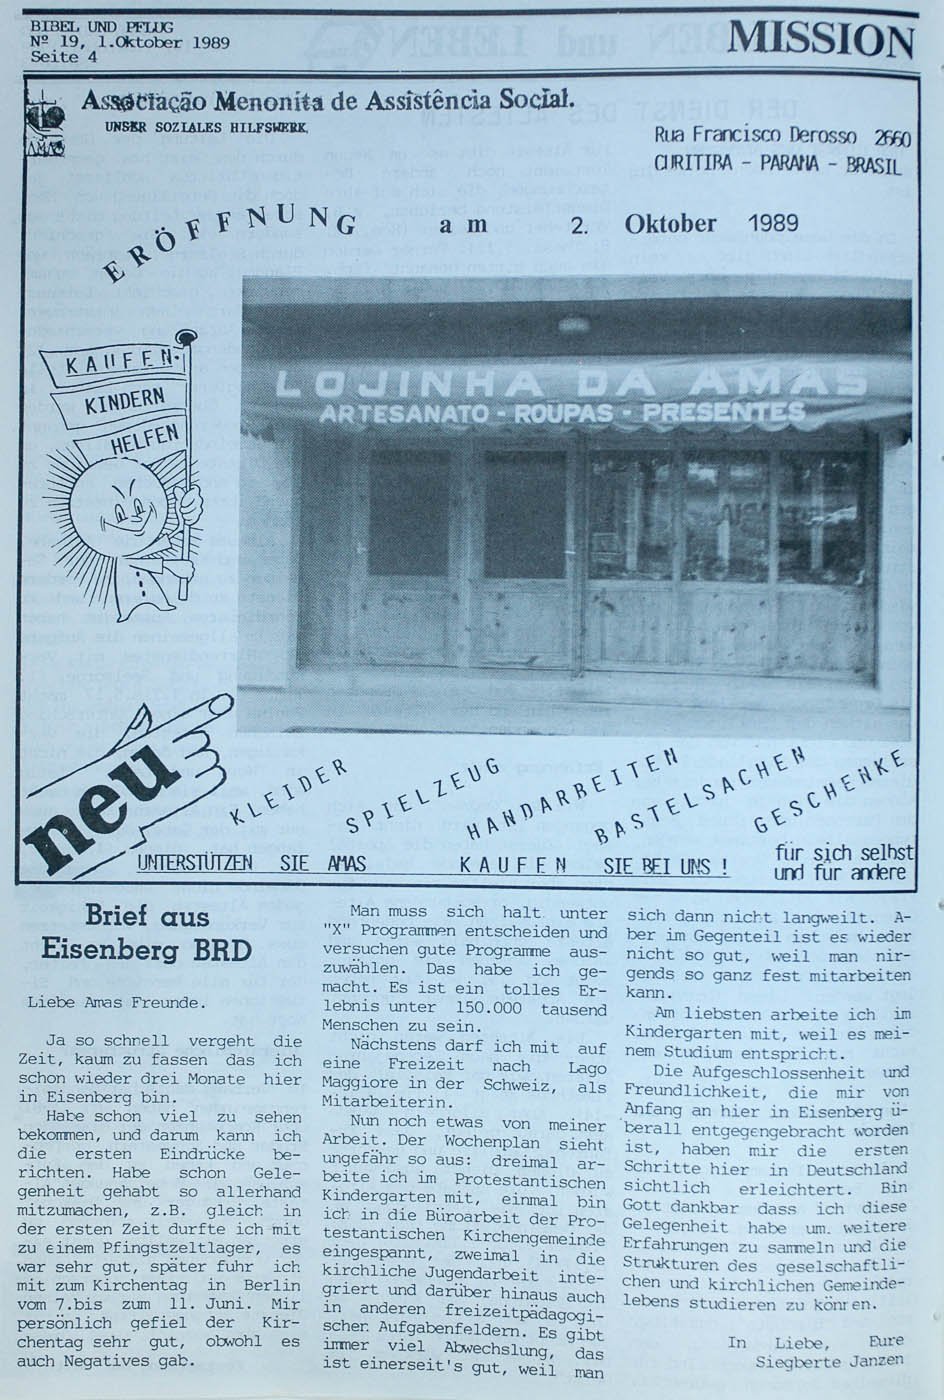 BIBEL UND PFLUG
Nº 19, 1.Oktober 1989
Seite 4
MISSION
Associação Menonita de Assistência Social.
UNSER SOZIALES HILFSWERK.
AMAS
Rua Francisco Derosso 2660
CURITIRA - PARANA - BRASIL
ERÖFFNUNG am 2. Oktober 1989
KAUFEN
KINDERN
HELFEN
LOJINHA DA AMAS
ARTESANATO - ROUPAS - PRESENTES
neu
KLEIDER
SPIELZEUG
HANDARBEITEN
BASTELSACHEN
GESCHENKE
UNTERSTÜTZEN SIE AMAS KAUFEN SIE BEI UNS !
für sich selbst
und für andere
Brief aus
Eisenberg BRD
Liebe Amas Freunde.
Ja so schnell vergeht die
Zeit, kaum zu fassen das ich
schon wieder drei Monate hier
in Eisenberg bin.
Habe schon viel zu sehen
bekommen, und darum kann ich
die ersten Eindrücke be-
richten. Habe schon Gele-
genheit gehabt so allerhand
mitzumachen, z.B. gleich in
der ersten Zeit durfte ich mit
zu einem Pfingstzeltlager, es
war sehr gut, später fuhr ich
mit zum Kirchentag in Berlin
vom 7.bis zum 11. Juni. Mir
persönlich gefiel der Kir-
chentag sehr gut, obwohl es
auch Negatives gab.
Man muss sich halt unter
"X" Programmen entscheiden und
versuchen gute Programme aus-
zuwählen. Das habe ich ge-
macht. Es ist ein tolles Er-
lebnis unter 150.000 tausend
Menschen zu sein.
Nächstens darf ich mit auf
eine Freizeit nach Lago
Maggiore in der Schweiz, als
Mitarbeiterin.
Nun noch etwas von meiner
Arbeit. Der Wochenplan sieht
ungefähr so aus: dreimal ar-
beite ich im Protestantischen
Kindergarten mit, einmal bin
ich in die Büroarbeit der Pro-
testantischen Kirchengemeinde
eingespannt, zweimal in die
kirchliche Jugendarbeit inte-
griert und darüber hinaus auch
in anderen freizeitpädagogi-
scher. Aufgabenfeldern. Es gibt
immer viel Abwechslung, das
ist einerseit's gut, weil man
sich dann nicht langweilt. A-
ber im Gegenteil ist es wieder
nicht so gut, weil man nir-
gends so ganz fest mitarbeiten
kann.
Am liebsten arbeite ich im
Kindergarten mit, weil es mei-
nem Studium entspricht.
Die Aufgeschlossenheit und
Freundlichkeit, die mir von
Anfang an hier in Eisenberg ü-
berall entgegengebracht worden
ist, haben mir die ersten
Schritte hier in Deutschland
sichtlich erleichtert. Bin
Gott dankbar dass ich diese
Gelegenheit habe um. weitere
Erfahrungen zu sammeln und die
Strukturen des geselschaftli-
chen und kirchlichen Gemeinde-
lebens studieren zu können.
In Liebe, Eure
Siegberte Janzen